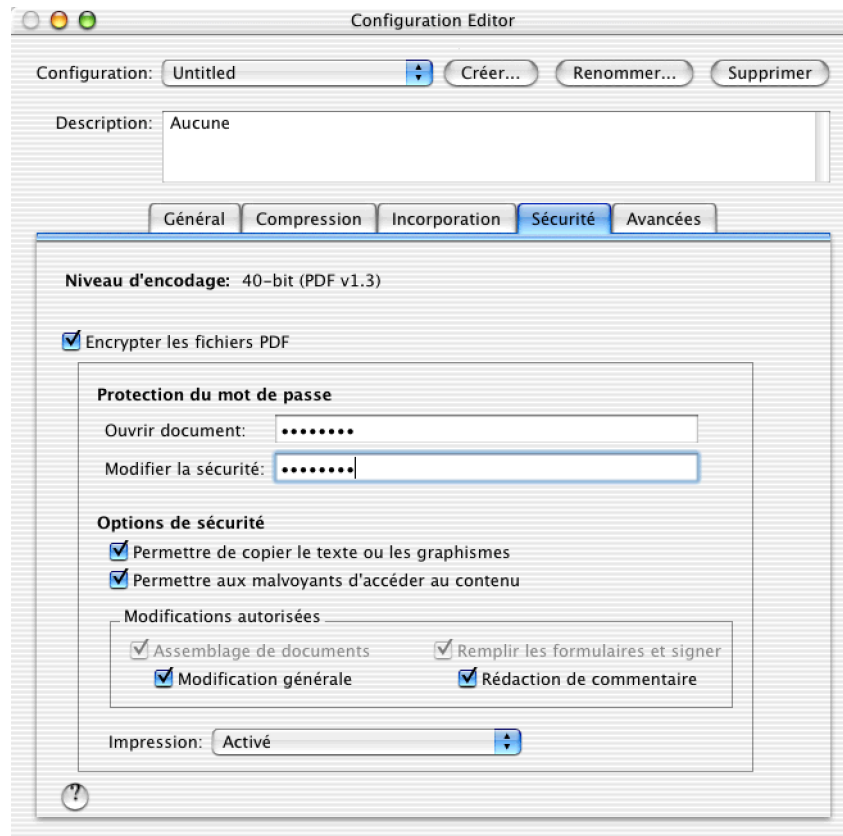 Configuration Editor
Configuration: Untitled Créer... Renommer... Supprimer
Description: Aucune
Général Compression Incorporation Sécurité Avancées
Niveau d'encodage: 40-bit (PDF v1.3)
Encrypter les fichiers PDF
Protection du mot de passe
Ouvrir document: ••••••••
Modifier la sécurité: ••••••••
Options de sécurité
Permettre de copier le texte ou les graphismes
Permettre aux malvoyants d'accéder au contenu
Modifications autorisées
Assemblage de documents Remplir les formulaires et signer
Modification générale Rédaction de commentaire
Impression: Activé
?